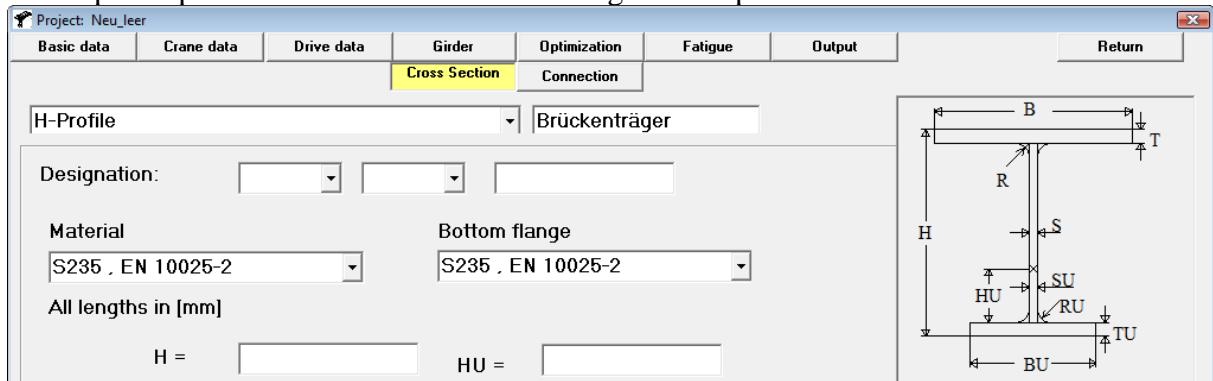 Project: Neu_leer
Basic data Crane data Drive data Girder Optimization Fatigue Output Return
Cross Section Connection
H-Profile Brückenträger
Designation:
Material Bottom flange
S235 , EN 10025-2 S235 , EN 10025-2
All lengths in [mm]
H = HU =
B
T
R
H
S
SU
HU
RU
TU
BU